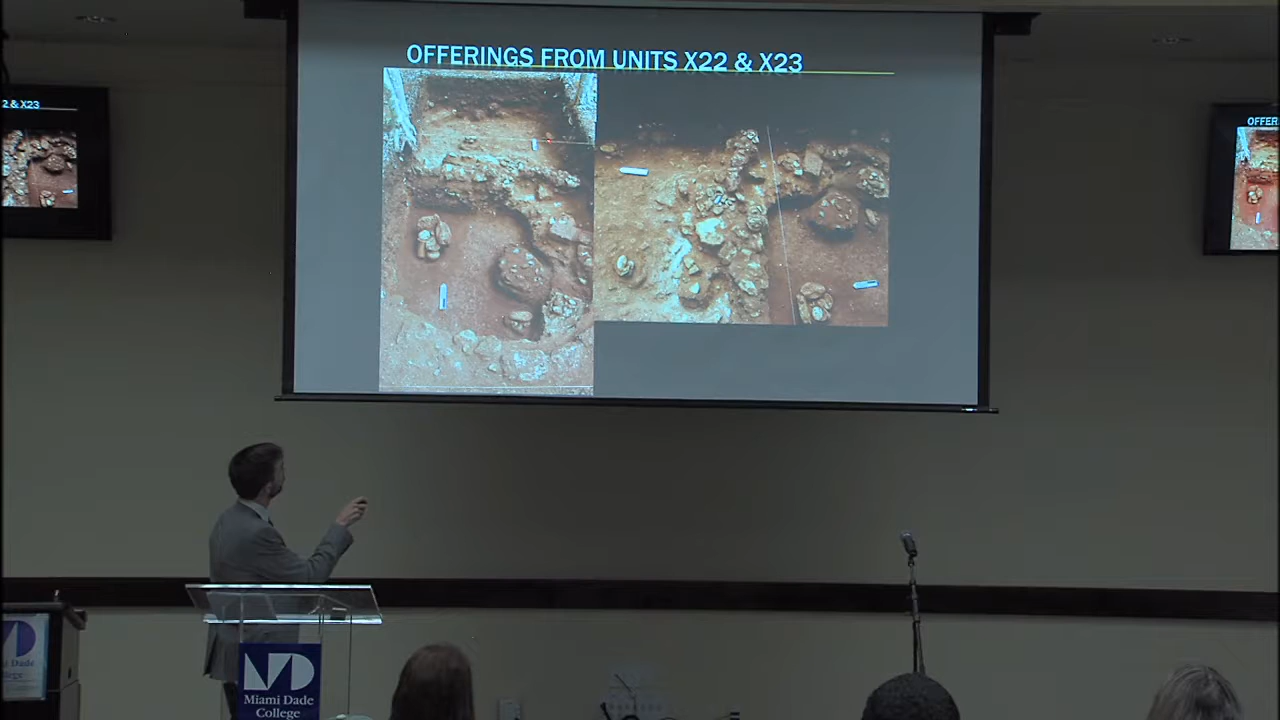 OFFERINGS FROM UNITS X22 & X23
2 & X23
OFFER
Miami Dade
College